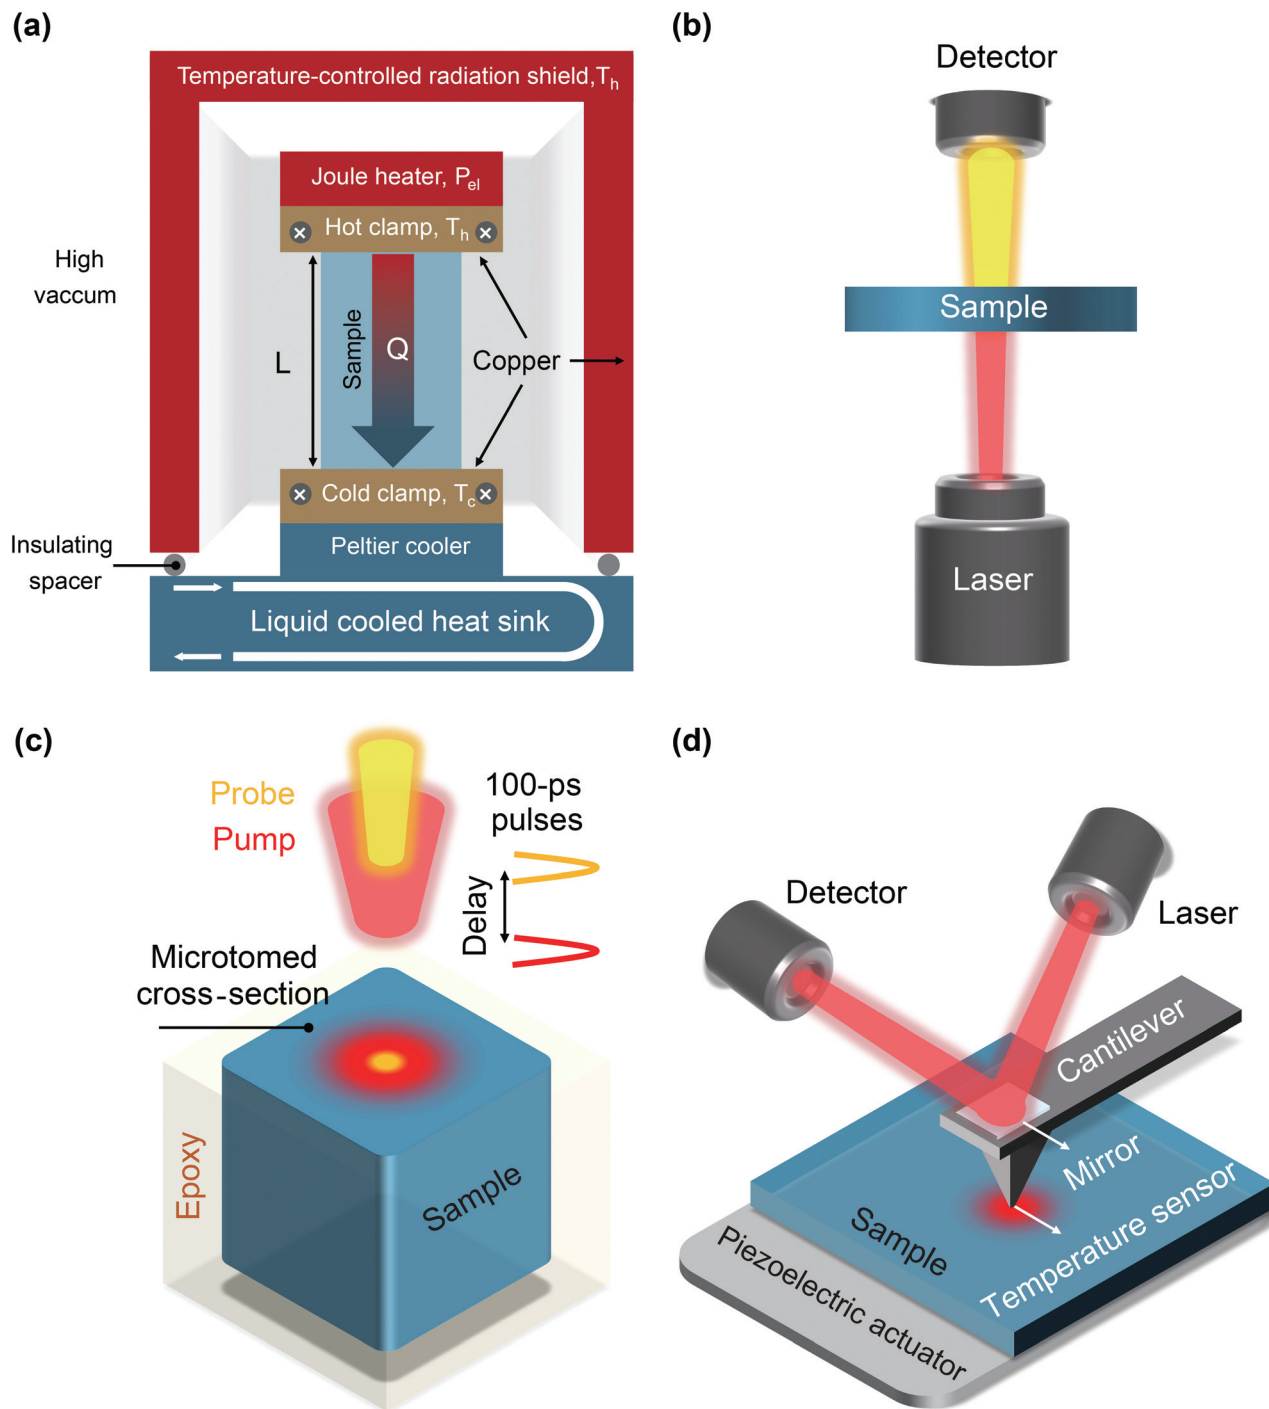 (a)
Temperature-controlled radiation shield,Th
Joule heater, Pel
Hot clamp, Th
High
vaccum
L
Sample
Q
Copper
Cold clamp, Tc
Peltier cooler
Insulating
spacer
Liquid cooled heat sink
(b)
Detector
Sample
Laser
(c)
Probe
Pump
100-ps
pulses
Delay
Microtomed
cross-section
Epoxy
Sample
(d)
Detector
Laser
Cantilever
Mirror
Temperature sensor
Sample
Piezoelectric actuator